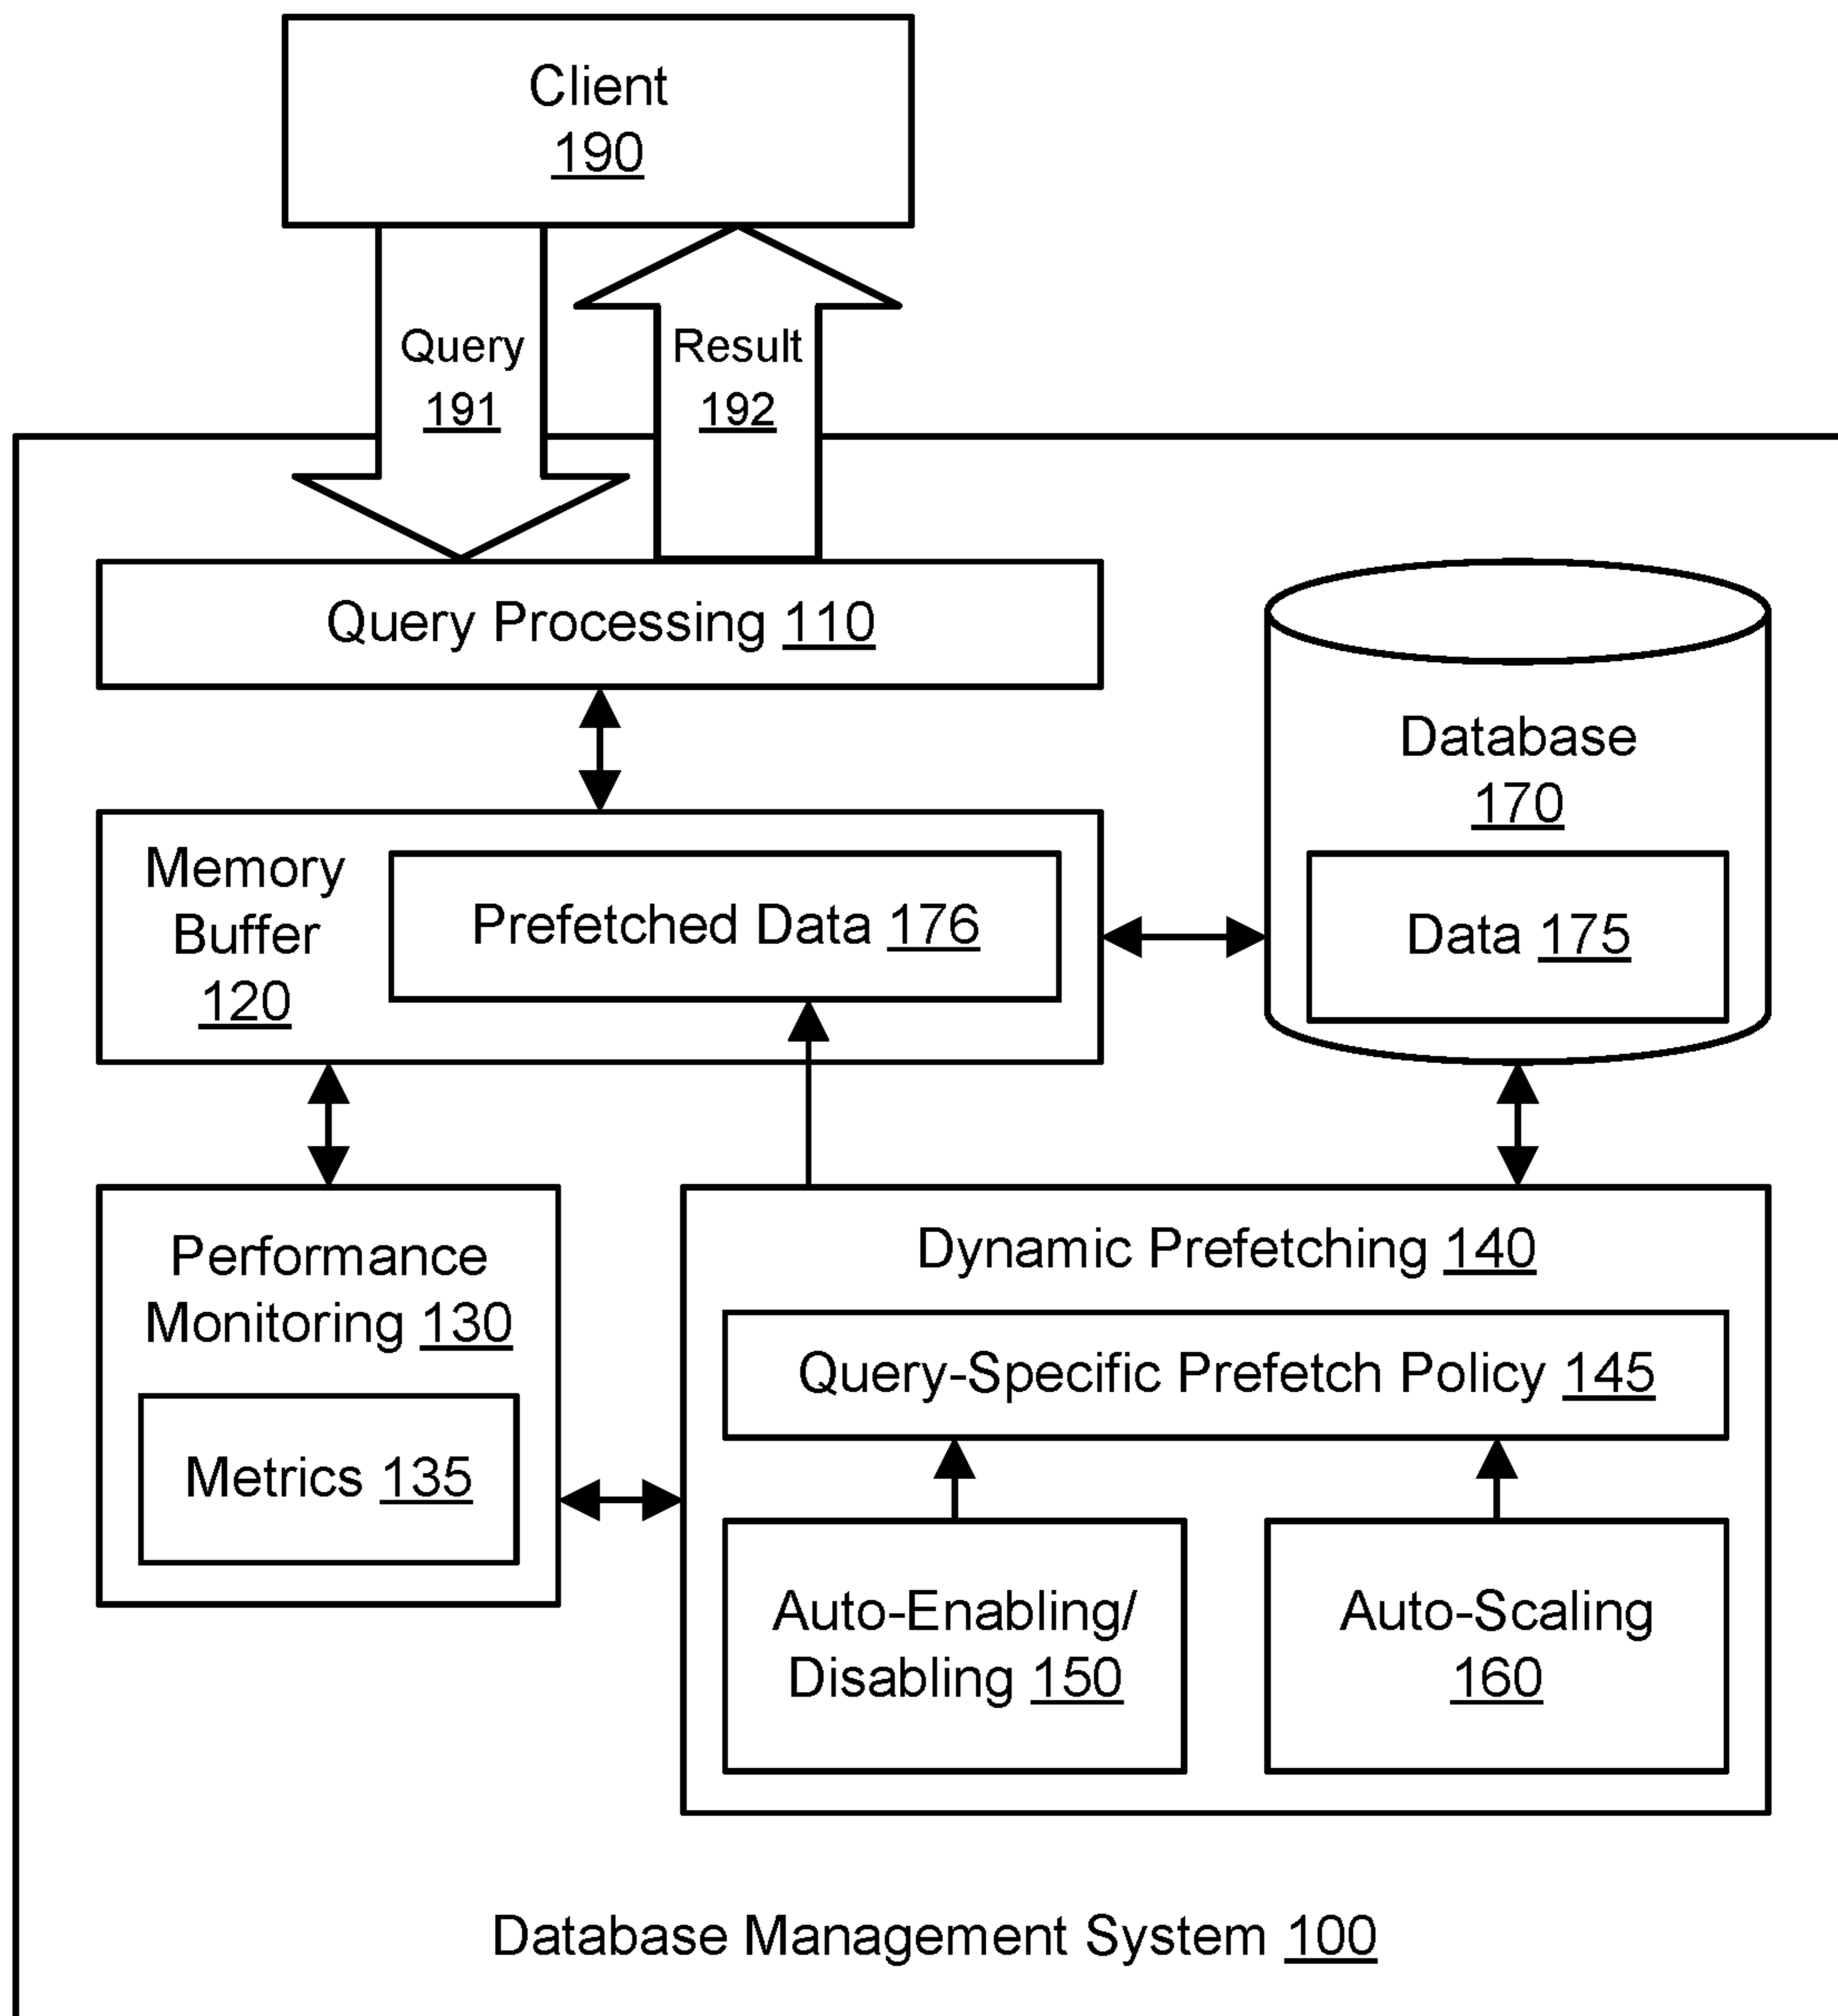 Client
190
Query
191
Result
192
Query Processing 110
Database
170
Data 175
Memory
Buffer
120
Prefetched Data 176
Performance
Monitoring 130
Metrics 135
Dynamic Prefetching 140
Query-Specific Prefetch Policy 145
Auto-Enabling/
Disabling 150
Auto-Scaling
160
Database Management System 100